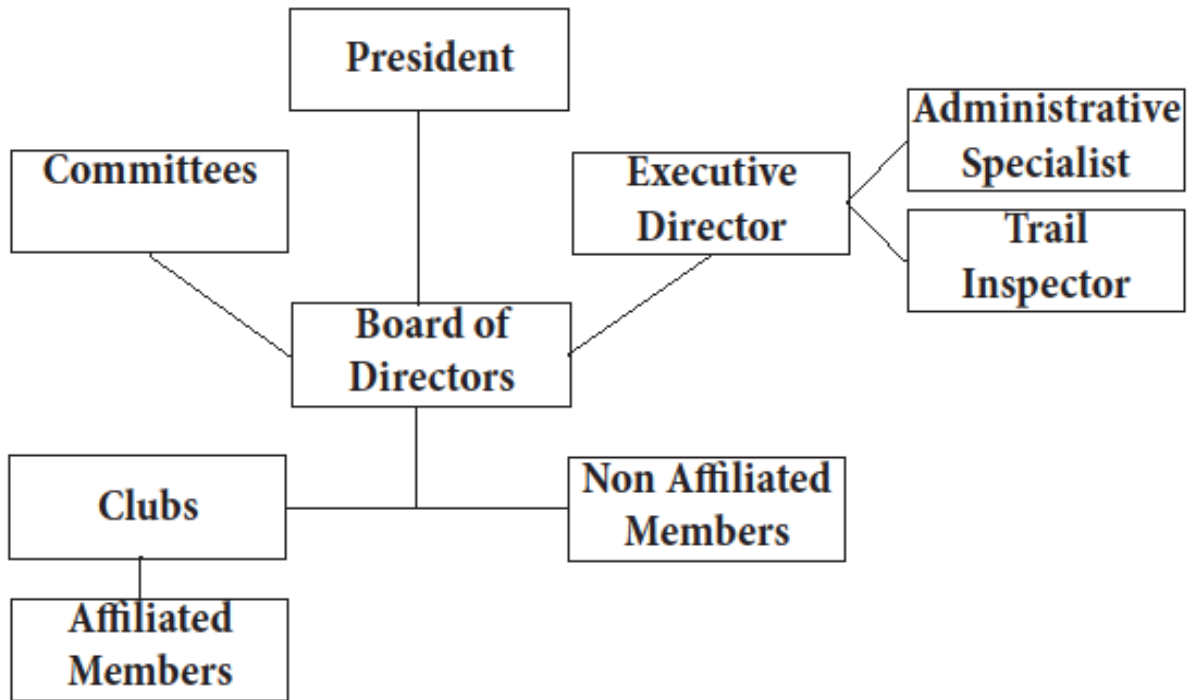 President
Committees
Executive
Director
Administrative
Specialist
Trail
Inspector
Board of
Directors
Clubs
Non Affiliated
Members
Affiliated
Members